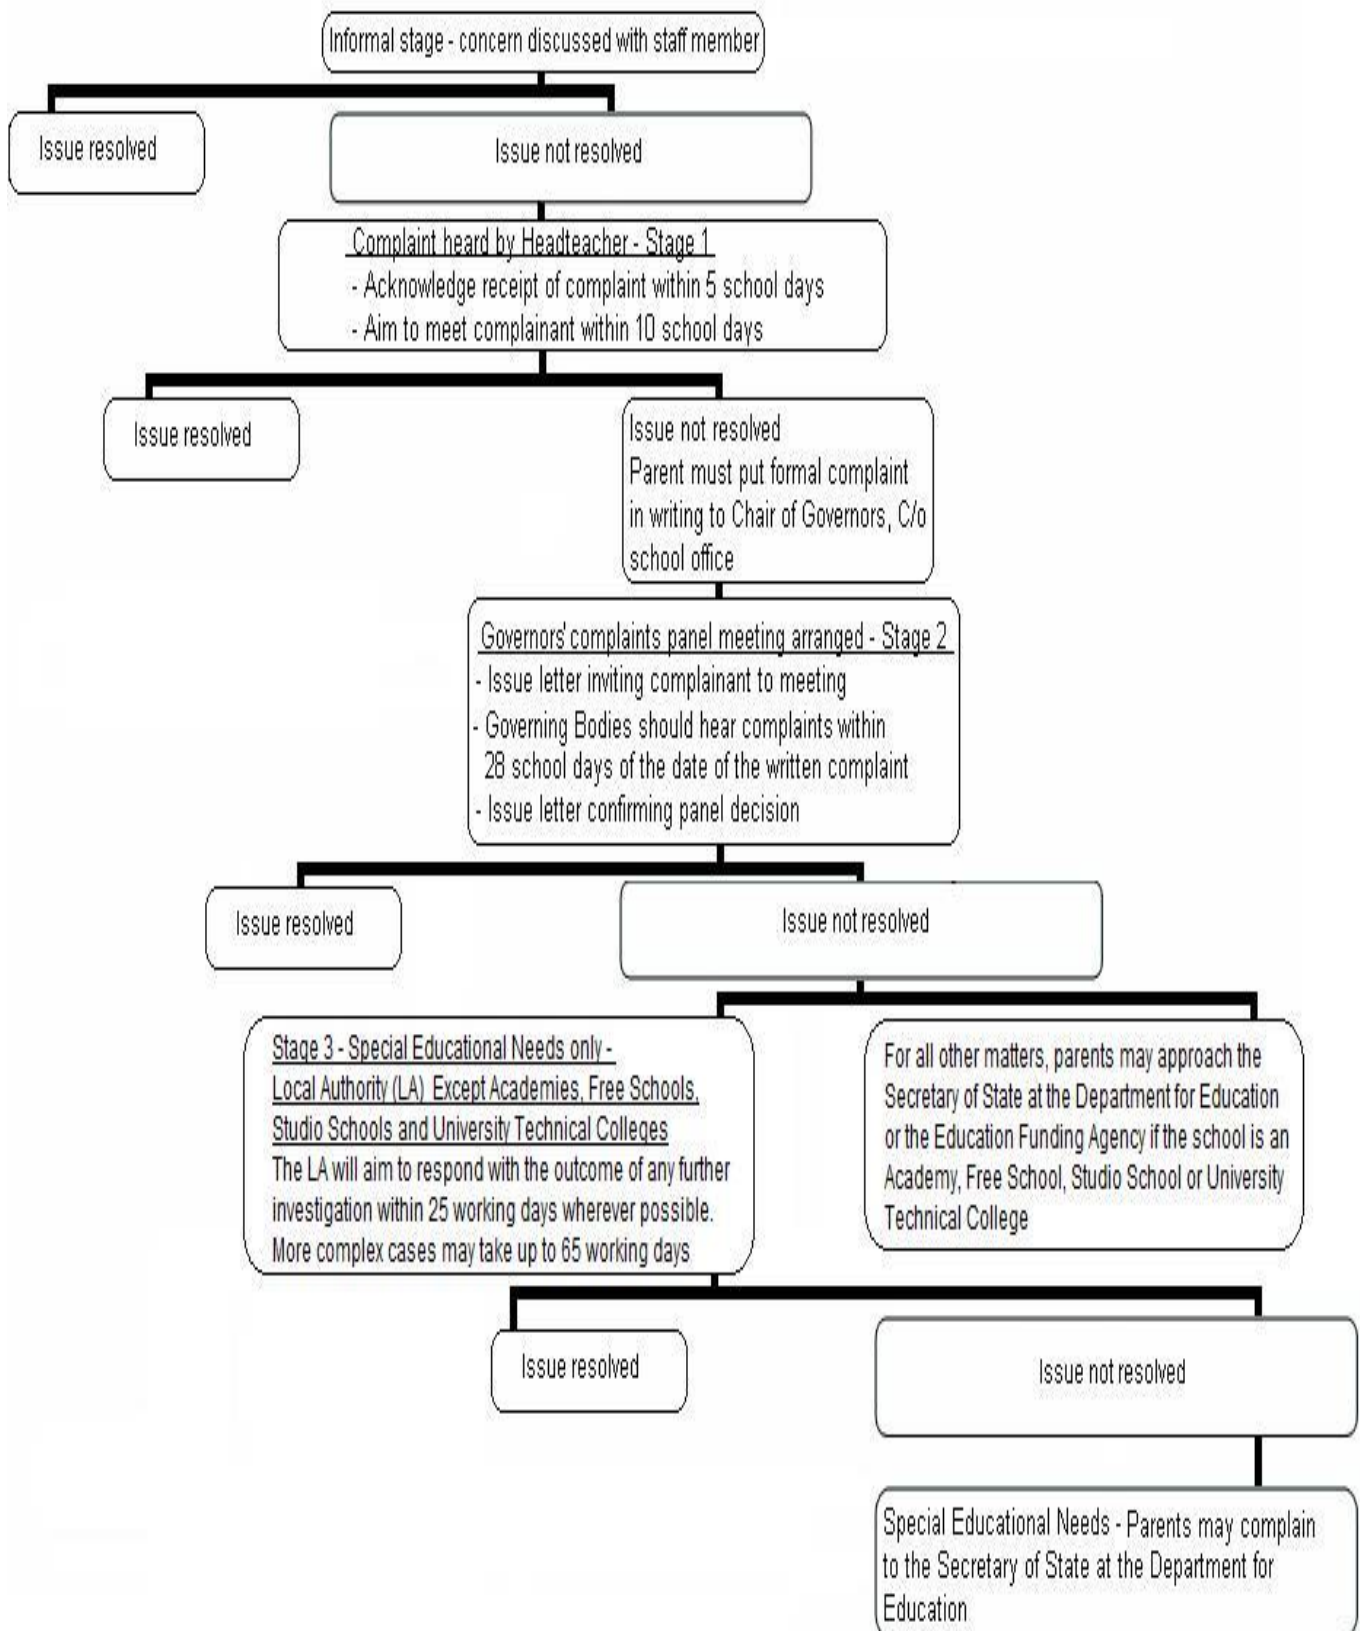 Informal stage - concern discussed with staff member
Issue resolved
Issue not resolved
Complaint heard by Headteacher - Stage 1
- Acknowledge receipt of complaint within 5 school days
- Aim to meet complainant within 10 school days
Issue resolved
Issue not resolved
Parent must put formal complaint
in writing to Chair of Governors, C/o
school office
Governors' complaints panel meeting arranged - Stage 2
- Issue letter inviting complainant to meeting
- Governing Bodies should hear complaints within
28 school days of the date of the written complaint
- Issue letter confirming panel decision
Issue resolved
Issue not resolved
Stage 3 - Special Educational Needs only -
Local Authority (LA) Except Academies, Free Schools,
Studio Schools and University Technical Colleges
The LA will aim to respond with the outcome of any further
investigation within 25 working days wherever possible.
More complex cases may take up to 65 working days
For all other matters, parents may approach the
Secretary of State at the Department for Education
or the Education Funding Agency if the school is an
Academy, Free School, Studio School or University
Technical College
Issue resolved
Issue not resolved
Special Educational Needs - Parents may complain
to the Secretary of State at the Department for
Education